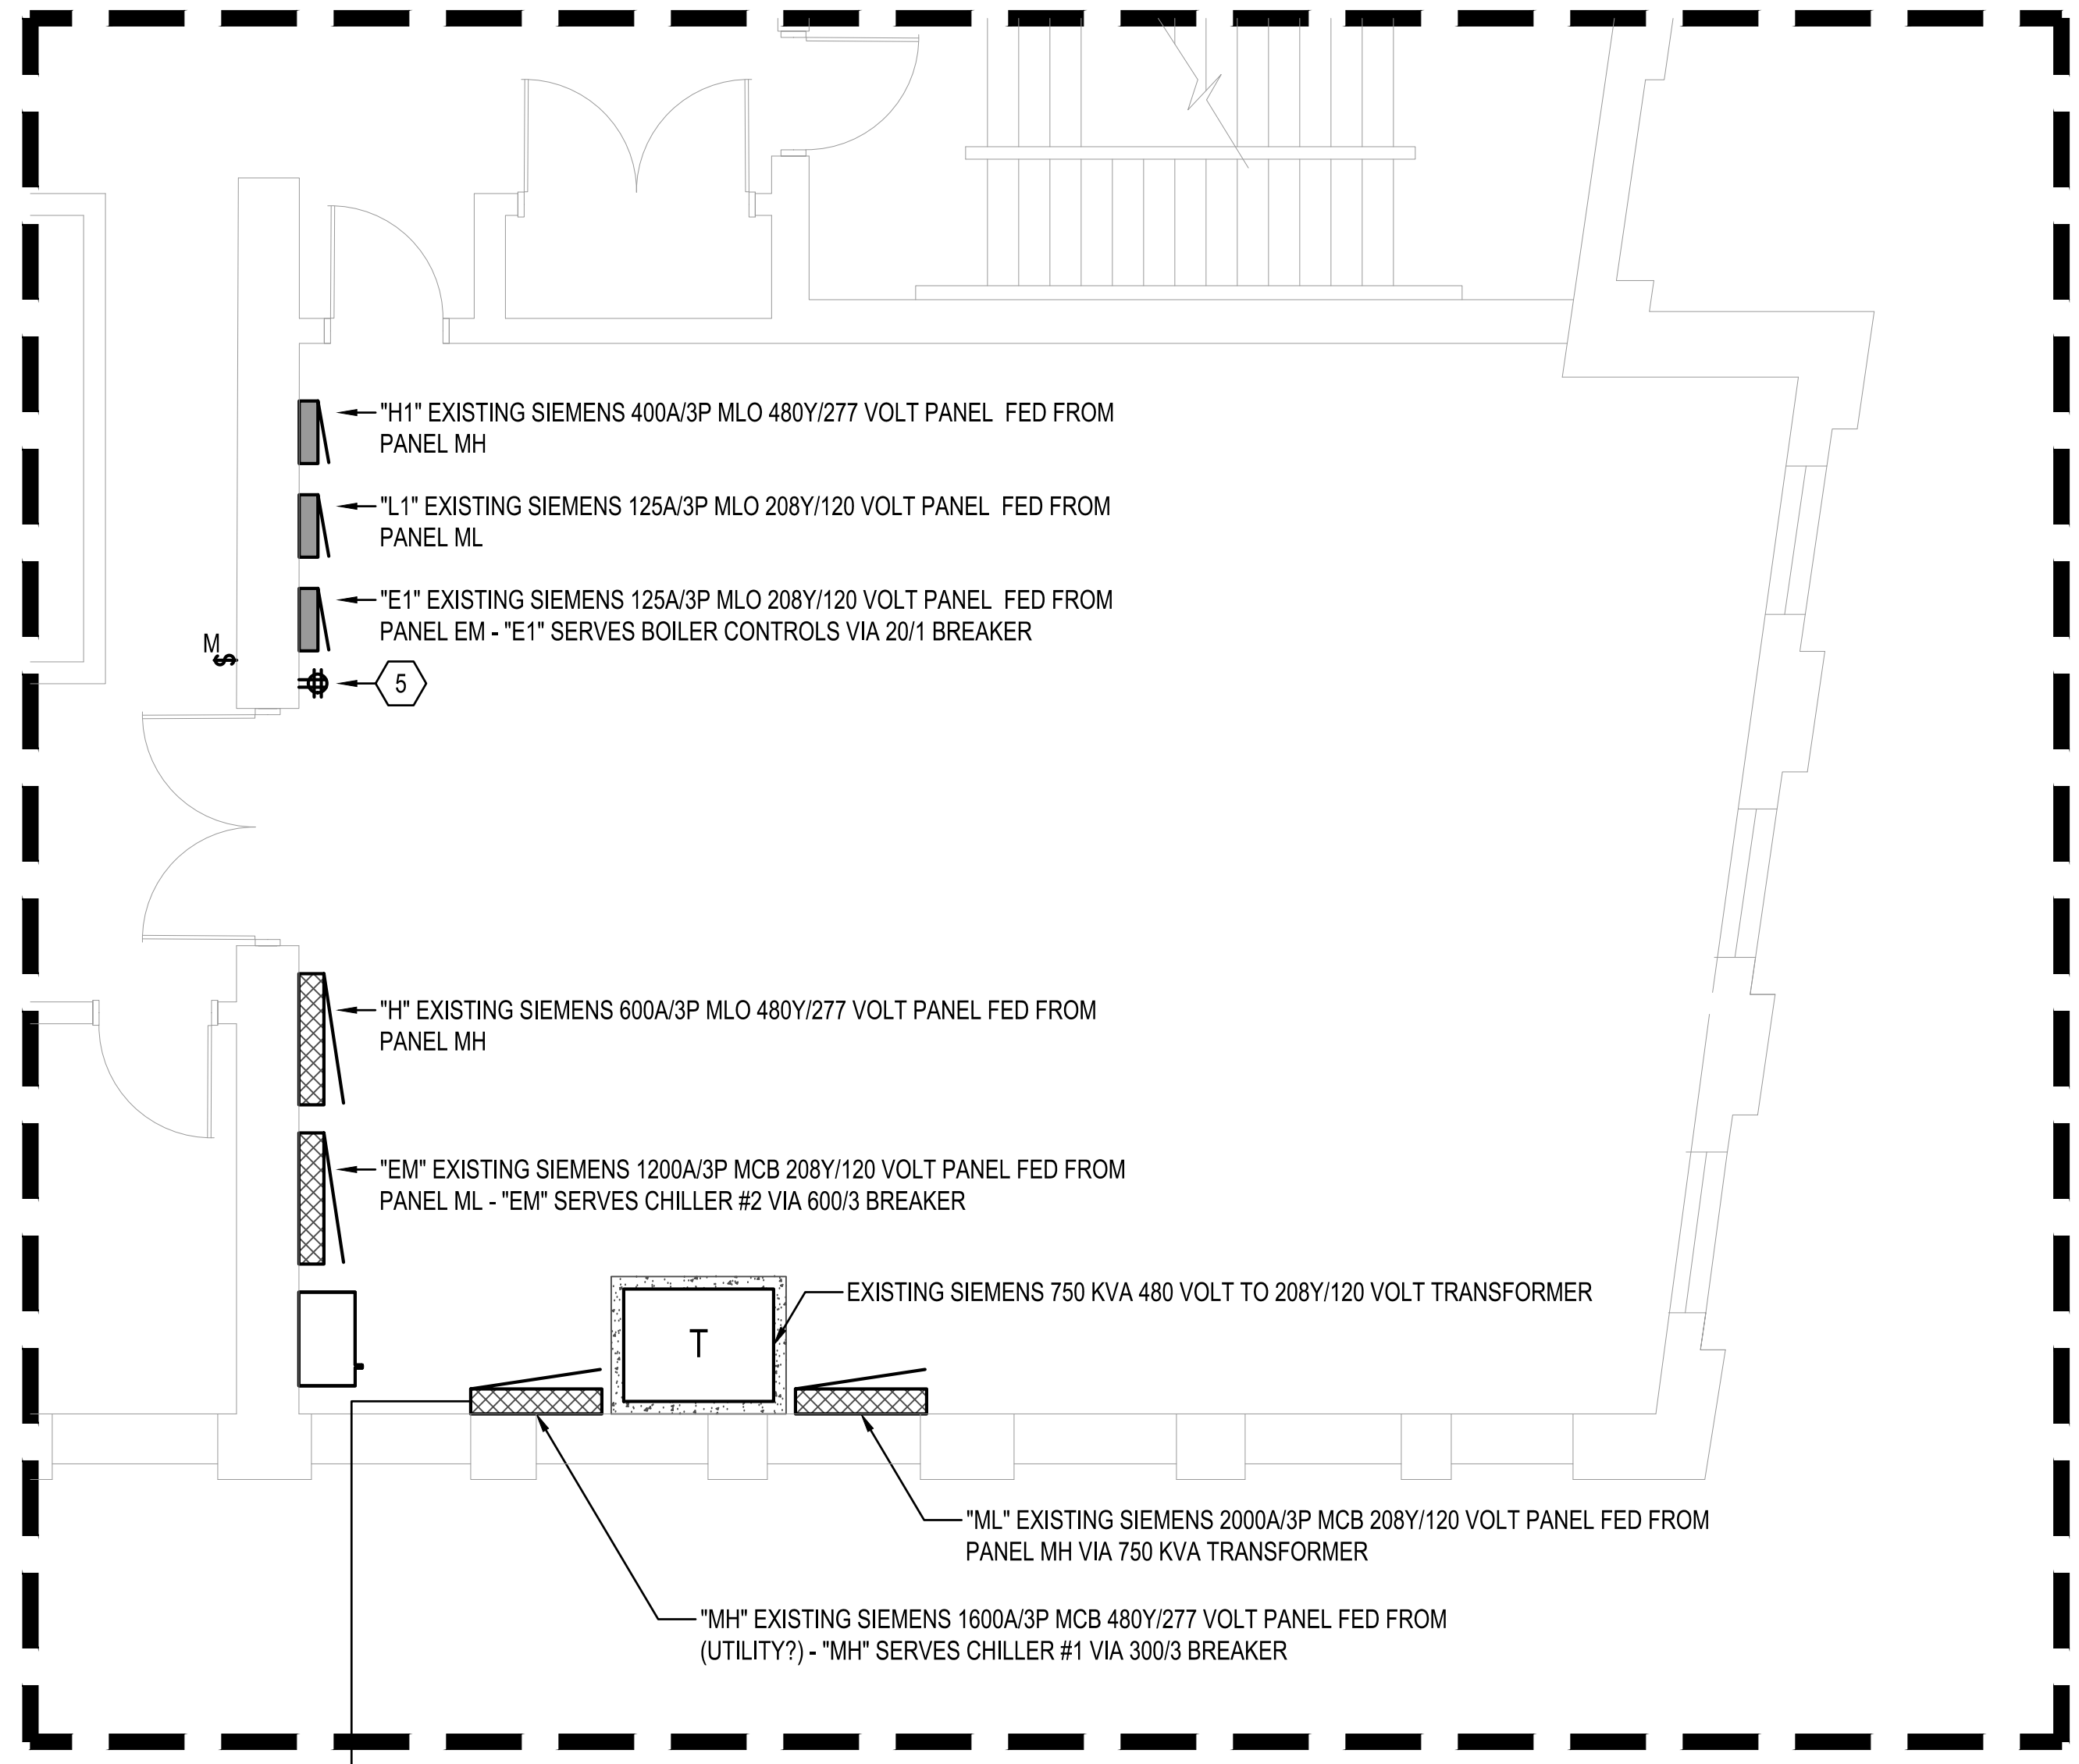 "H1" EXISTING SIEMENS 400A/3P MLO 480Y/277 VOLT PANEL FED FROM
PANEL MH
"L1" EXISTING SIEMENS 125A/3P MLO 208Y/120 VOLT PANEL FED FROM
PANEL ML
"E1" EXISTING SIEMENS 125A/3P MLO 208Y/120 VOLT PANEL FED FROM
PANEL EM - "E1" SERVES BOILER CONTROLS VIA 20/1 BREAKER
M
$
5
"H" EXISTING SIEMENS 600A/3P MLO 480Y/277 VOLT PANEL FED FROM
PANEL MH
"EM" EXISTING SIEMENS 1200A/3P MCB 208Y/120 VOLT PANEL FED FROM
PANEL ML - "EM" SERVES CHILLER #2 VIA 600/3 BREAKER
EXISTING SIEMENS 750 KVA 480 VOLT TO 208Y/120 VOLT TRANSFORMER
T
"ML" EXISTING SIEMENS 2000A/3P MCB 208Y/120 VOLT PANEL FED FROM
PANEL MH VIA 750 KVA TRANSFORMER
"MH" EXISTING SIEMENS 1600A/3P MCB 480Y/277 VOLT PANEL FED FROM
(UTILITY?) - "MH" SERVES CHILLER #1 VIA 300/3 BREAKER